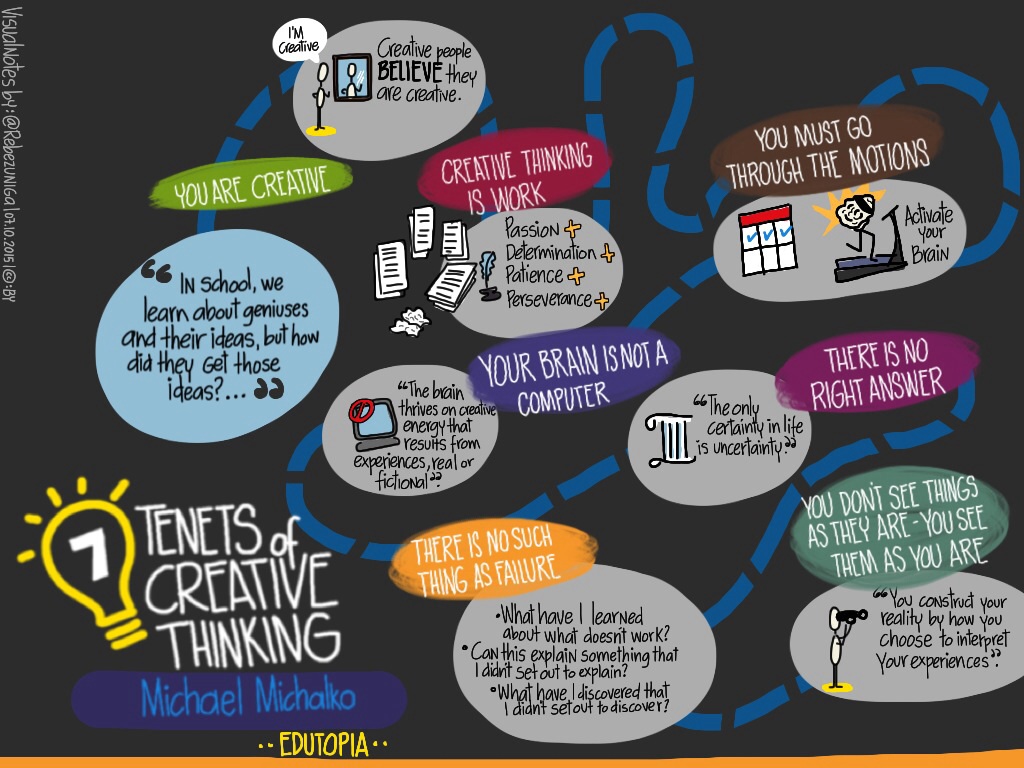 VisualNotes by: @Rebezuniga | 07.10.2015 | @:BY
I'M
Creative
Creative people
BELIEVE they
are creative.
YOU ARE CREATIVE
CREATIVE THINKING
IS WORK
Passion +
Determination +
Patience +
Perseverance +
YOU MUST GO
THROUGH THE MOTIONS
Activate
your
Brain
“ IN school, we
learn about geniuses
and their ideas, but how
did they get those
ideas?... ”
YOUR BRAIN IS NOT A
COMPUTER
“The brain
thrives on creative
energy that
results from
experiences, real or
fictional”
THERE IS NO
RIGHT ANSWER
“The only
certainty in life
is uncertainty”
7
TENETS of
CREATIVE
THINKING
Michael Michalko
·· EDUTOPIA ··
THERE IS NO SUCH
THING AS FAILURE
•What have I learned
about what doesn't work?
•Can this explain something that
I didn't set out to explain?
•What have I discovered that
I didn't set out to discover?
YOU DON'T SEE THINGS
AS THEY ARE - YOU SEE
THEM AS YOU ARE
“You construct your
reality by how you
choose to interpret
Your experiences”.